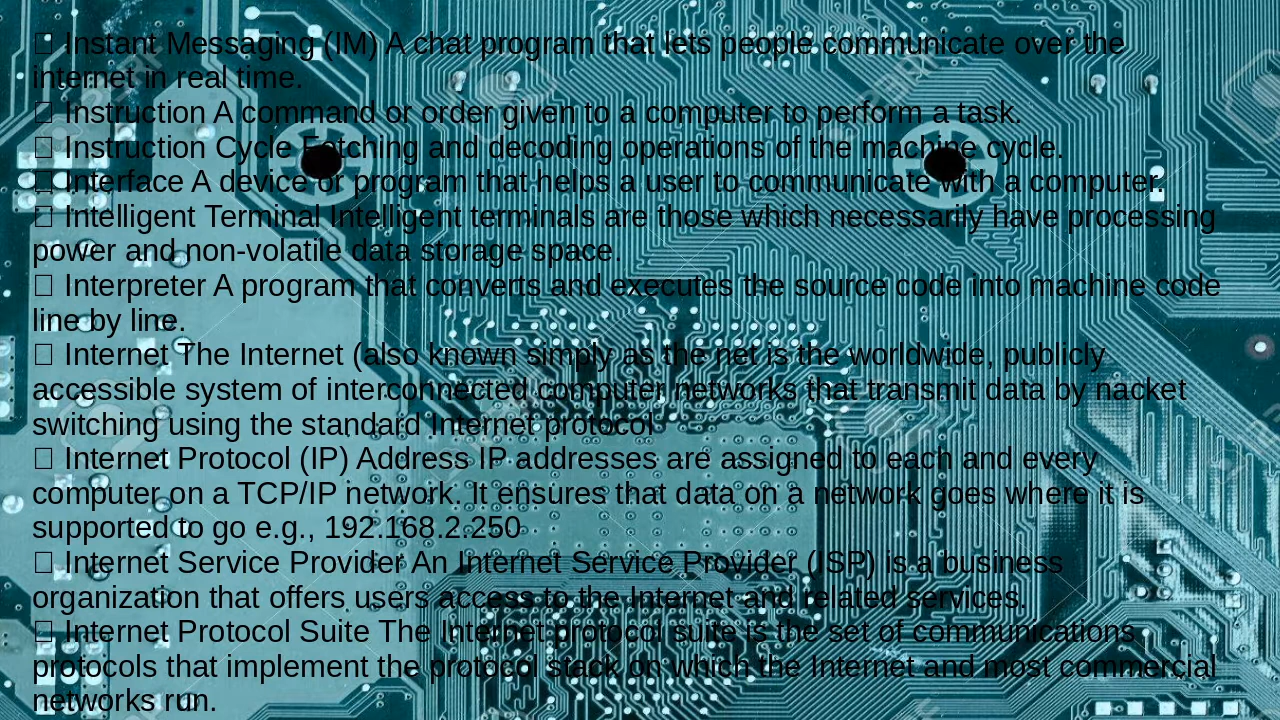 □ Instant Messaging (IM) A chat program that lets people communicate over the
internet in real time.
□ Instruction A command or order given to a computer to perform a task.
□ Instruction Cycle Fetching and decoding operations of the machine cycle.
□ Interface A device or program that helps a user to communicate with a computer.
□ Intelligent Terminal Intelligent terminals are those which necessarily have processing
power and non-volatile data storage space.
□ Interpreter A program that converts and executes the source code into machine code
line by line.
□ Internet The Internet (also known simply as the net is the worldwide, publicly
accessible system of interconnected computer networks that transmit data by nacket
switching using the standard Internet protocol
□ Internet Protocol (IP) Address IP addresses are assigned to each and every
computer on a TCP/IP network. It ensures that data on a network goes where it is
supported to go e.g., 192.168.2.250
□ Internet Service Provider An Internet Service Provider (ISP) is a business
organization that offers users access to the Internet and related services.
□ Internet Protocol Suite The Internet protocol suite is the set of communications
protocols that implement the protocol stack on which the Internet and most commercial
networks run.